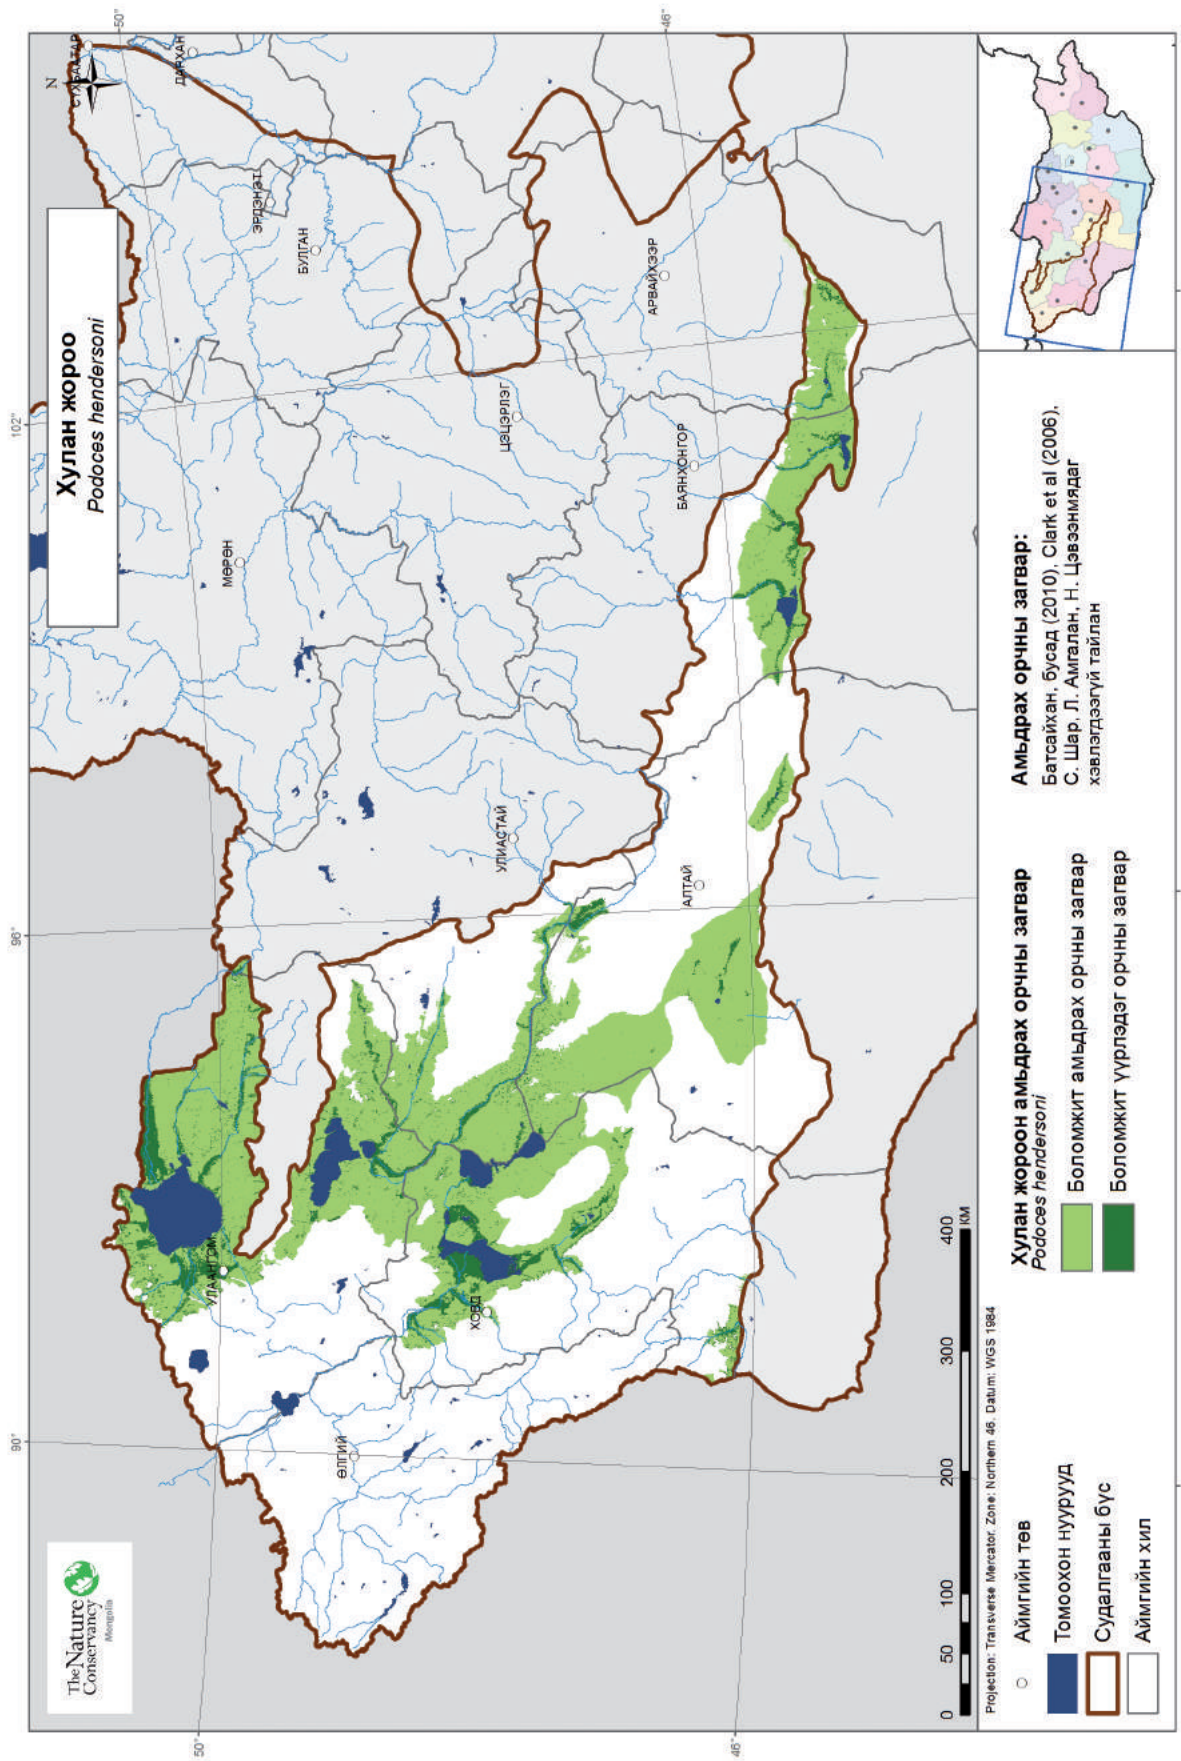 Хулан жороо
Podoces hendersoni
The Nature
Conservancy
Mongolia
N
90°
96°
102°
50°
46°
50°
46°
СҮХБААТАР
ДАРХАН
ЭРДЭНЭТ
БУЛГАН
МӨРӨН
ЦЭЦЭРЛЭГ
АРВАЙХЭЭР
БАЯНХОНГОР
УЛИАСТАЙ
АЛТАЙ
УЛААНГОМ
ХОВД
ӨЛГИЙ
0 50 100 200 300 400
КМ
Projection: Transverse Mercator. Zone: Northern 46. Datum: WGS 1984
Аймгийн төв
Томоохон нуурууд
Судалгааны бүс
Аймгийн хил
Хулан жороон амьдрах орчны загвар
Podoces hendersoni
Боломжит амьдрах орчны загвар
Боломжит үүрлэдэг орчны загвар
Амьдрах орчны загвар:
Батсайхан, бусад (2010), Clark et al (2006),
С. Шар, Л. Амгалан, Н. Цэвээнмядаг
хэвлэгдээгүй тайлан